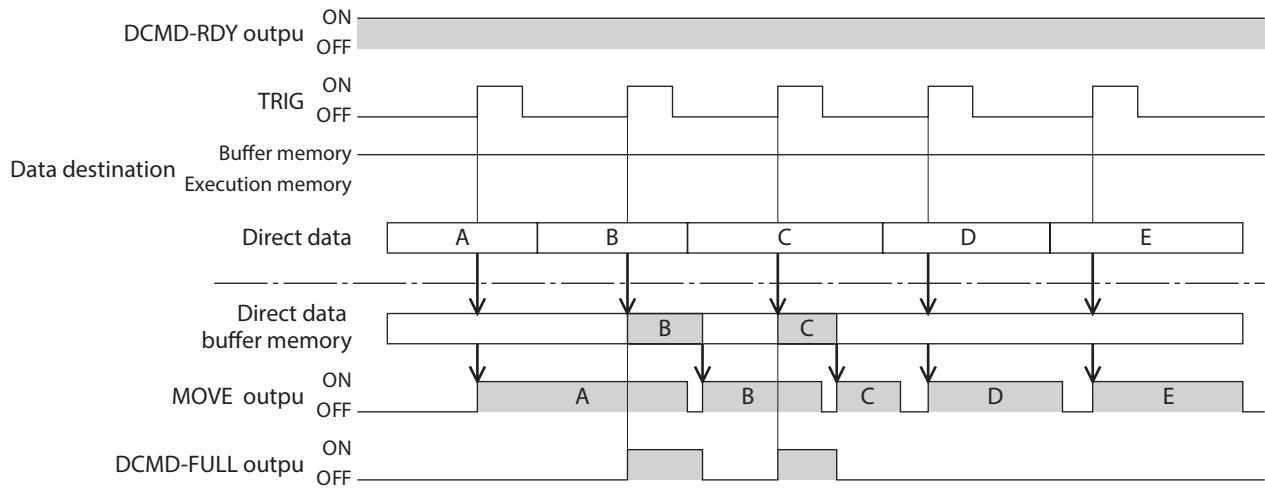 ON
DCMD-RDY outpu
OFF
ON
TRIG
OFF
Buffer memory
Data destination
Execution memory
Direct data
A B C D E
Direct data
buffer memory
B C
ON
MOVE outpu
OFF
A B C D E
ON
DCMD-FULL outpu
OFF